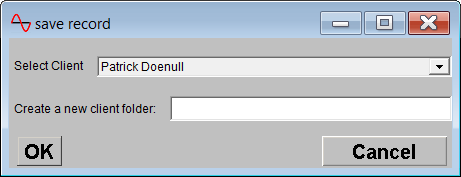 save record
Select Client Patrick Doenull
Create a new client folder:
OK Cancel